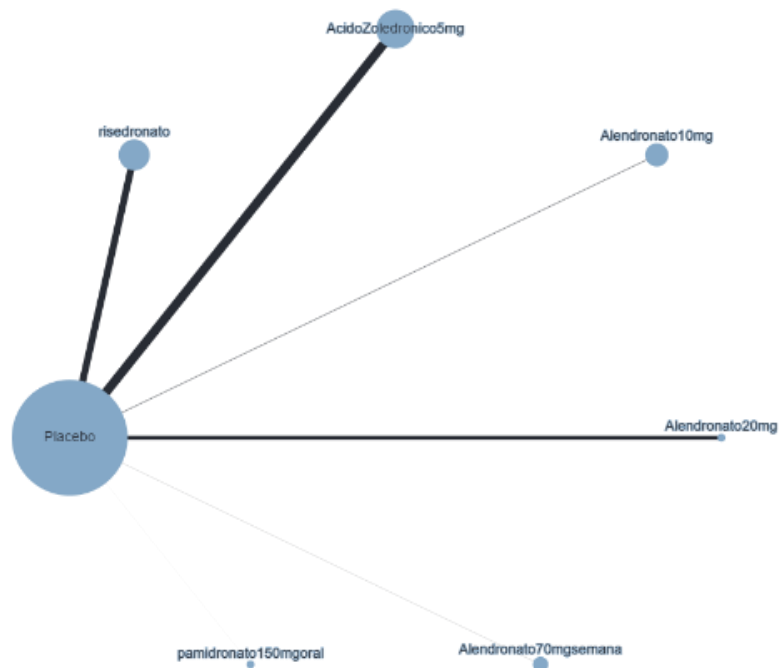 AcidoZoledronico5mg
risedronato
Alendronato10mg
Alendronato20mg
Placebo
Alendronato70mgsemana
pamidronato150mgoral